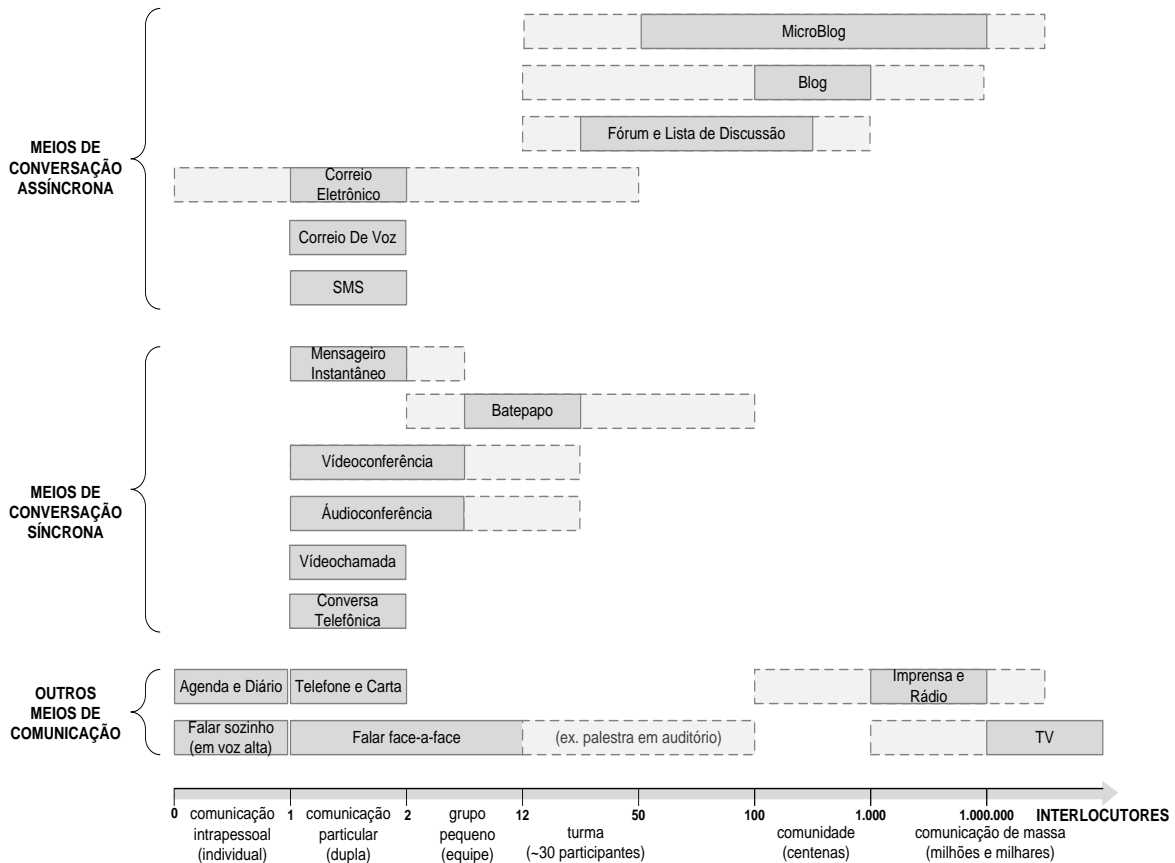 MicroBlog
Blog
Fórum e Lista de Discussão
MEIOS DE
CONVERSAÇÃO
ASSÍNCRONA
Correio
Eletrônico
Correio De Voz
SMS
Mensageiro
Instantâneo
Batepapo
Vídeoconferência
MEIOS DE
CONVERSAÇÃO
SÍNCRONA
Áudioconferência
Vídeochamada
Conversa
Telefônica
OUTROS
MEIOS DE
COMUNICAÇÃO
Agenda e Diário
Telefone e Carta
Imprensa e
Rádio
Falar sozinho
(em voz alta)
Falar face-a-face
(ex. palestra em auditório)
TV
0 1 2 12 50 100 1.000 1.000.000 INTERLOCUTORES
comunicação
intrapessoal
(individual)
comunicação
particular
(dupla)
grupo
pequeno
(equipe)
turma
(~30 participantes)
comunidade
(centenas)
comunicação de massa
(milhões e milhares)